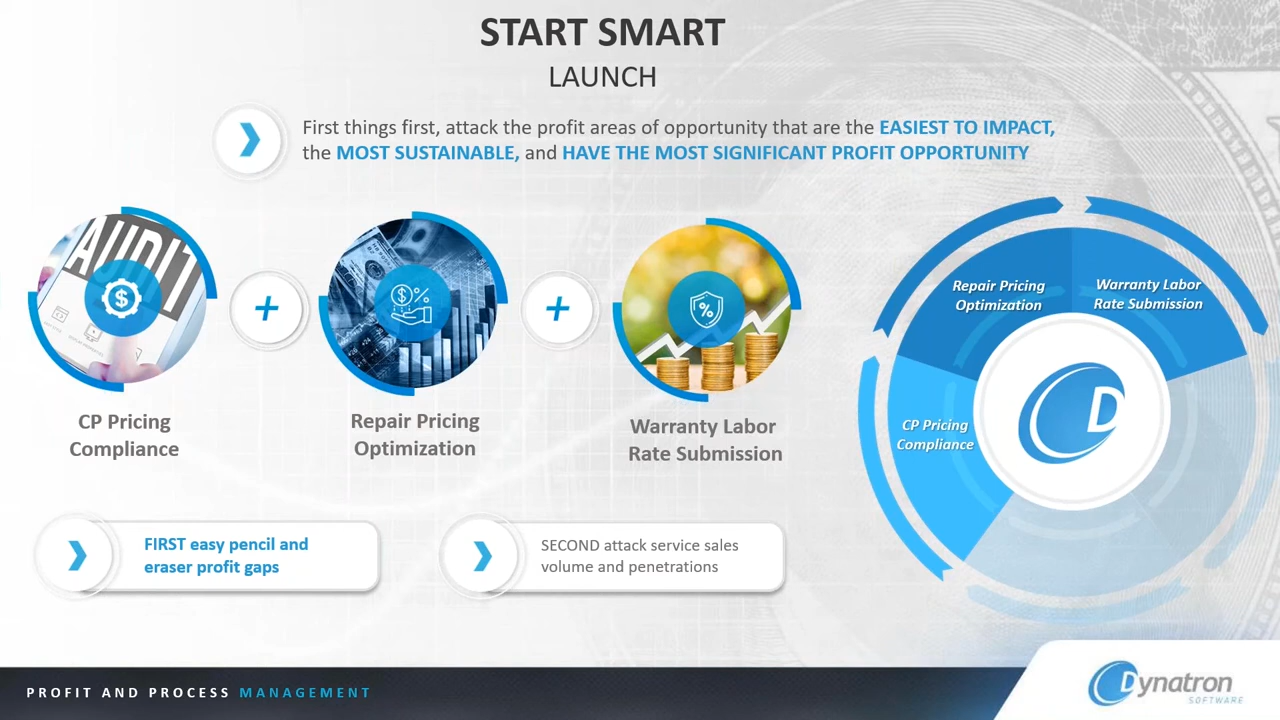 START SMART
LAUNCH
First things first, attack the profit areas of opportunity that are the EASIEST TO IMPACT,
the MOST SUSTAINABLE, and HAVE THE MOST SIGNIFICANT PROFIT OPPORTUNITY
AUDIT
CP Pricing
Compliance
Repair Pricing
Optimization
Warranty Labor
Rate Submission
FIRST easy pencil and
eraser profit gaps
SECOND attack service sales
volume and penetrations
Repair Pricing
Optimization
Warranty Labor
Rate Submission
CP Pricing
Compliance
D
PROFIT AND PROCESS MANAGEMENT
Dynatron
SOFTWARE